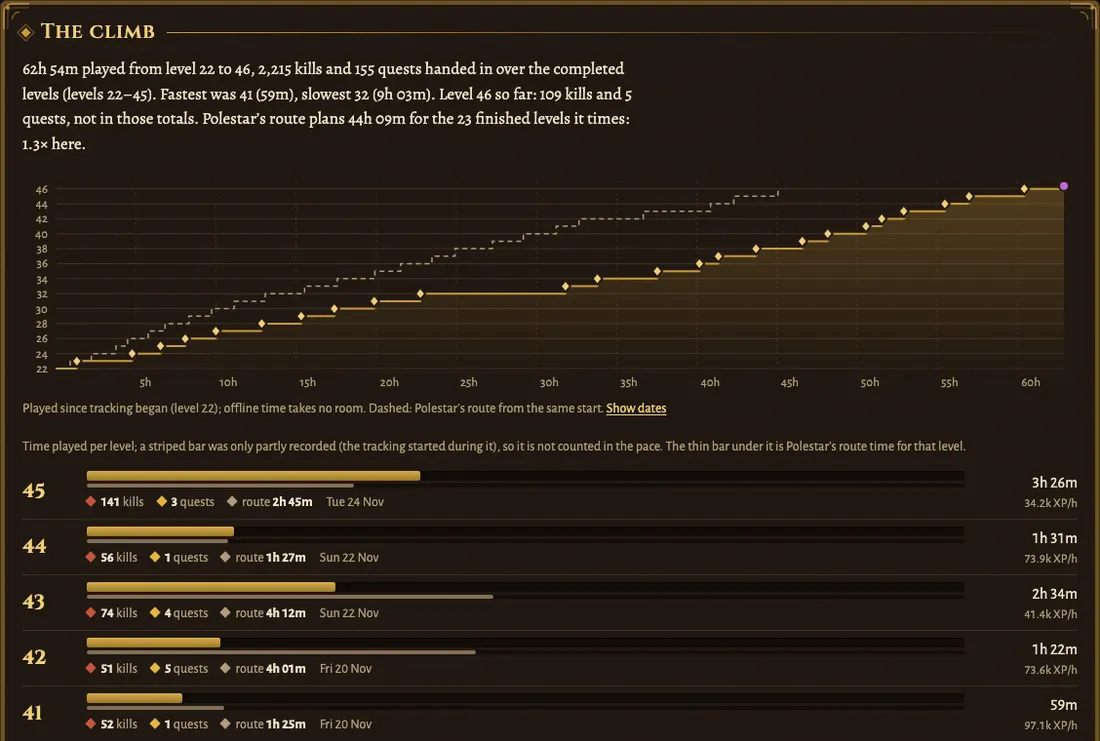 The climb
62h 54m played from level 22 to 46, 2,215 kills and 155 quests handed in over the completed
levels (levels 22–45). Fastest was 41 (59m), slowest 32 (9h 03m). Level 46 so far: 109 kills and 5
quests, not in those totals. Polestar's route plans 44h 09m for the 23 finished levels it times:
1.3× here.
46
44
42
40
38
36
34
32
30
28
26
24
22
5h 10h 15h 20h 25h 30h 35h 40h 45h 50h 55h 60h
Played since tracking began (level 22); offline time takes no room. Dashed: Polestar's route from the same start. Show dates
Time played per level; a striped bar was only partly recorded (the tracking started during it), so it is not counted in the pace. The thin bar under it is Polestar's route time for that level.
45 3h 26m
141 kills 3 quests route 2h 45m Tue 24 Nov 34.2k XP/h
44 1h 31m
56 kills 1 quests route 1h 27m Sun 22 Nov 73.9k XP/h
43 2h 34m
74 kills 4 quests route 4h 12m Sun 22 Nov 41.4k XP/h
42 1h 22m
51 kills 5 quests route 4h 01m Fri 20 Nov 73.6k XP/h
41 59m
52 kills 1 quests route 1h 25m Fri 20 Nov 97.1k XP/h